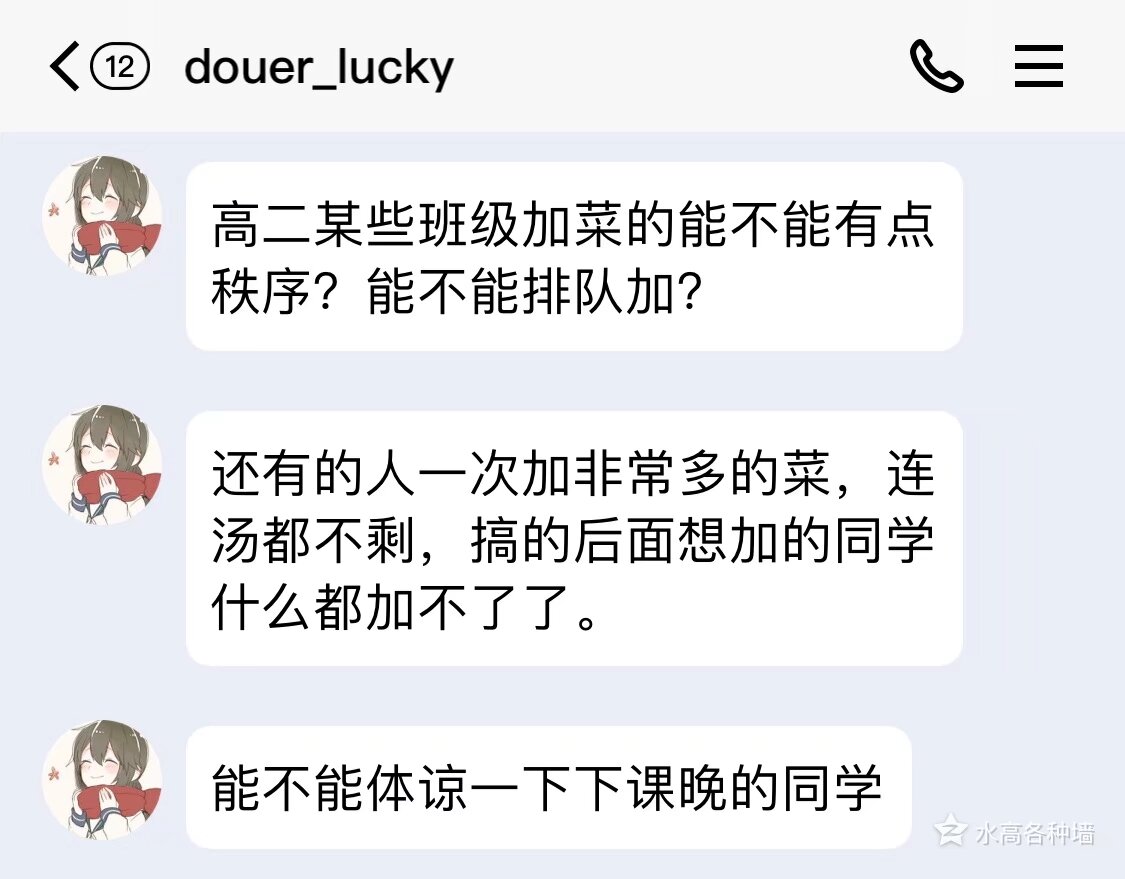 12
douer_lucky
高二某些班级加菜的能不能有点
秩序？能不能排队加？
还有的人一次加非常多的菜，连
汤都不剩，搞的后面想加的同学
什么都加不了了。
能不能体谅一下下课晚的同学
水高各种墙